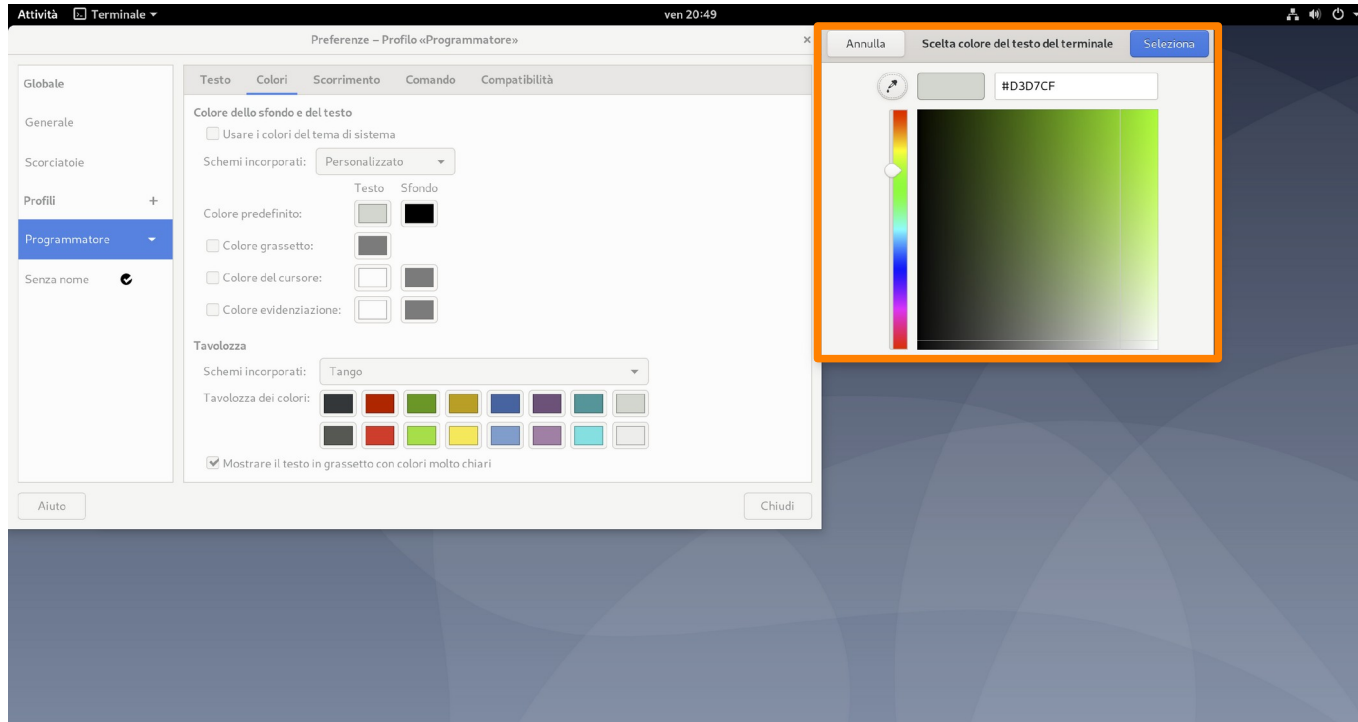 Attività Terminale ven 20:49
Preferenze – Profilo «Programmatore» ×
Globale
Generale
Scorciatoie
Profili +
Programmatore
Senza nome
Testo Colori Scorrimento Comando Compatibilità
Colore dello sfondo e del testo
Usare i colori del tema di sistema
Schemi incorporati: Personalizzato
Testo Sfondo
Colore predefinito:
Colore grassetto:
Colore del cursore:
Colore evidenziazione:
Tavolozza
Schemi incorporati: Tango
Tavolozza dei colori:
Mostrare il testo in grassetto con colori molto chiari
Aiuto Chiudi
Annulla Scelta colore del testo del terminale Seleziona
#D3D7CF